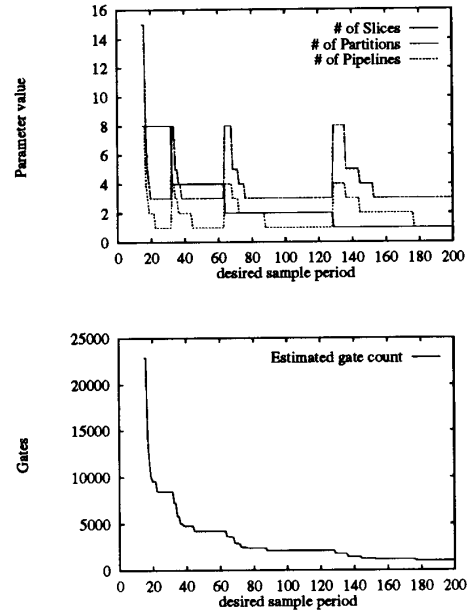 16
14
12
10
8
6
4
2
0
Parameter value
# of Slices
# of Partitions
# of Pipelines
0 20 40 60 80 100 120 140 160 180 200
desired sample period
25000
20000
15000
10000
5000
0
Gates
Estimated gate count
0 20 40 60 80 100 120 140 160 180 200
desired sample period